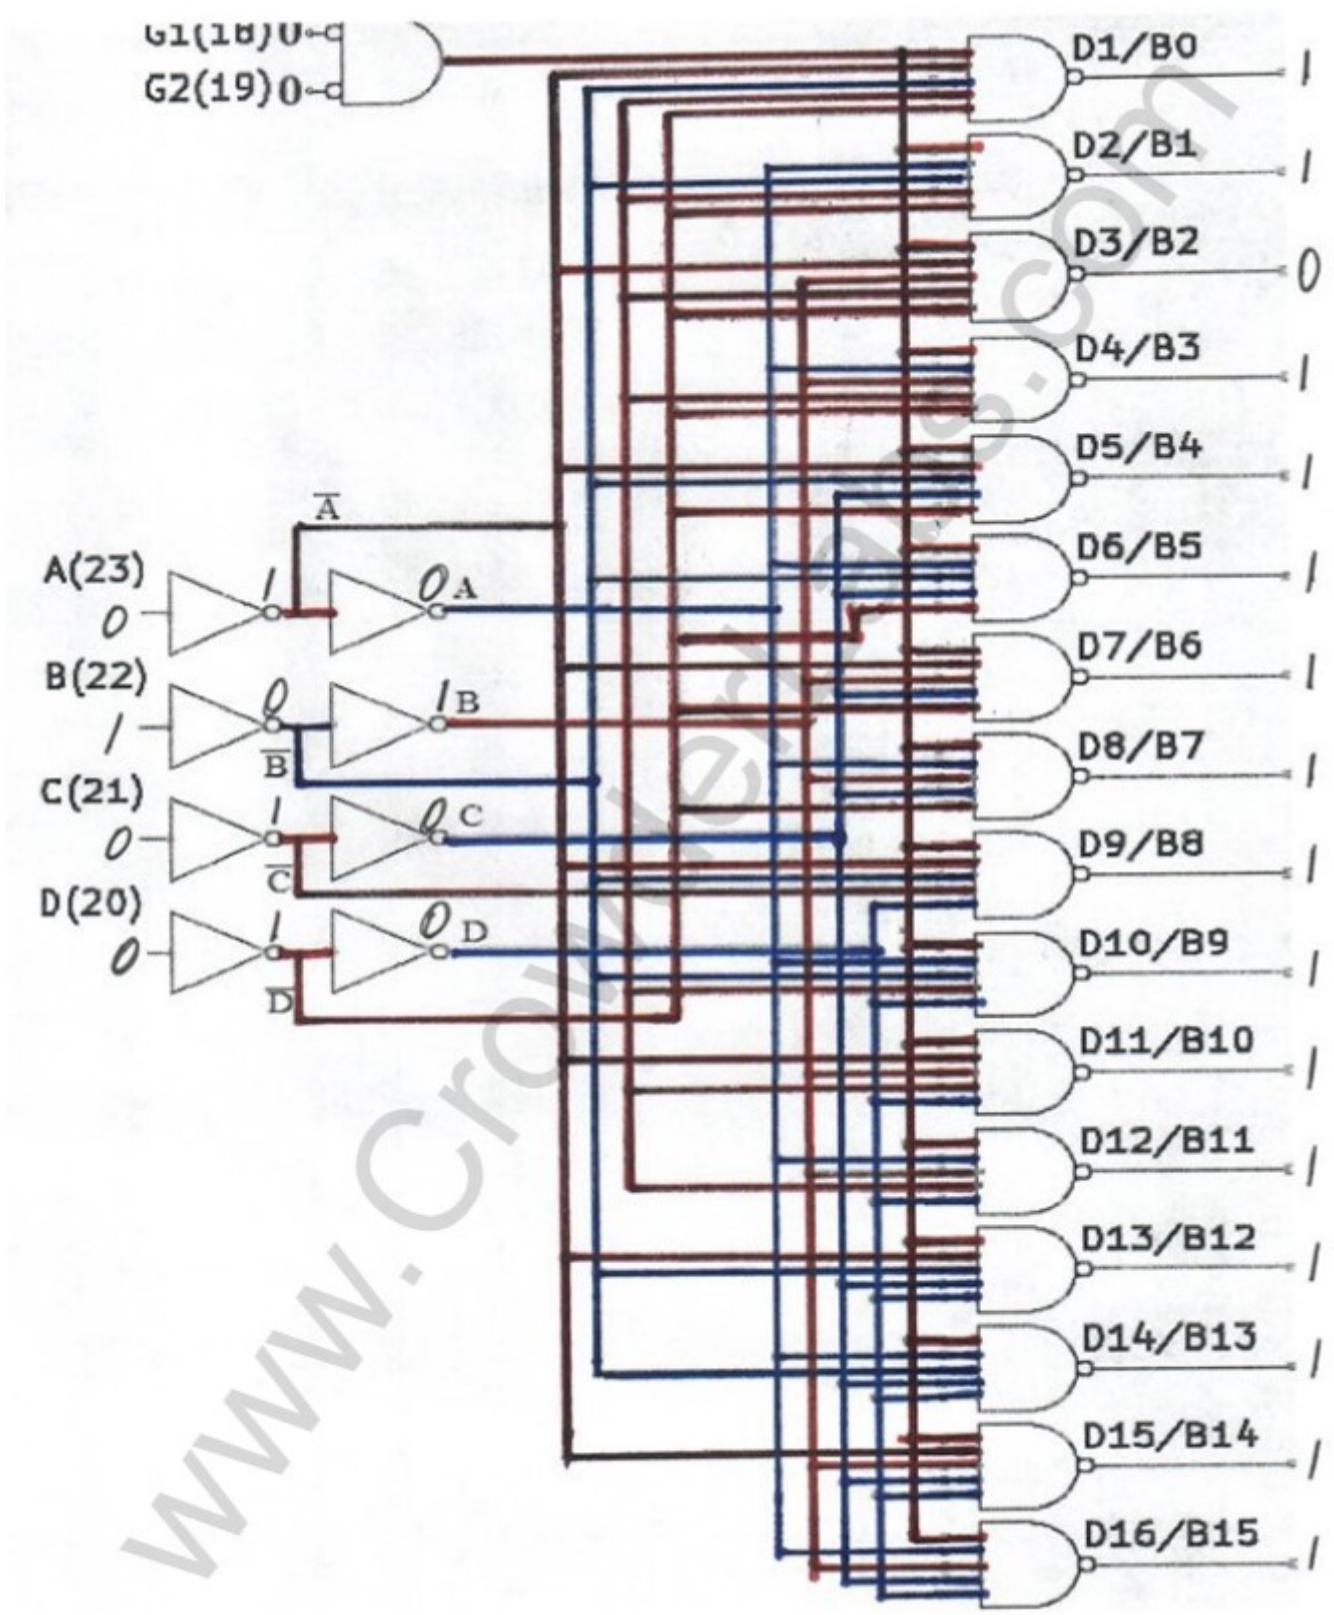 G1(18) 0
G2(19) 0
D1/B0 1
D2/B1 1
D3/B2 0
D4/B3 1
D5/B4 1
A̅
D6/B5 1
A(23)
0 1 0 A
D7/B6 1
B(22)
1 0 1 B
B̅
D8/B7 1
C(21)
0 1 0 C
C̅
D9/B8 1
D(20)
0 1 0 D
D̅
D10/B9 1
D11/B10 1
D12/B11 1
D13/B12 1
D14/B13 1
D15/B14 1
D16/B15 1
www.Crowderlabs.com